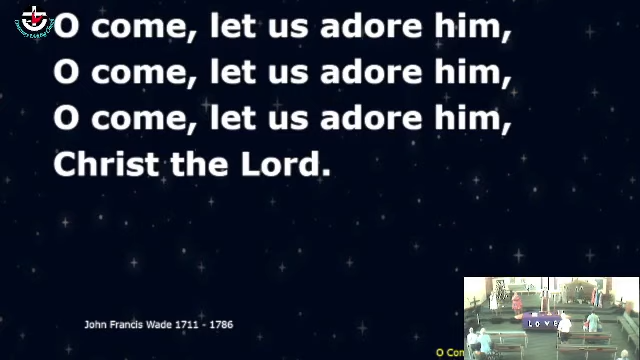 O come, let us adore him,
O come, let us adore him,
O come, let us adore him,
Christ the Lord.
John Francis Wade 1711 - 1786
O Com
LOVE